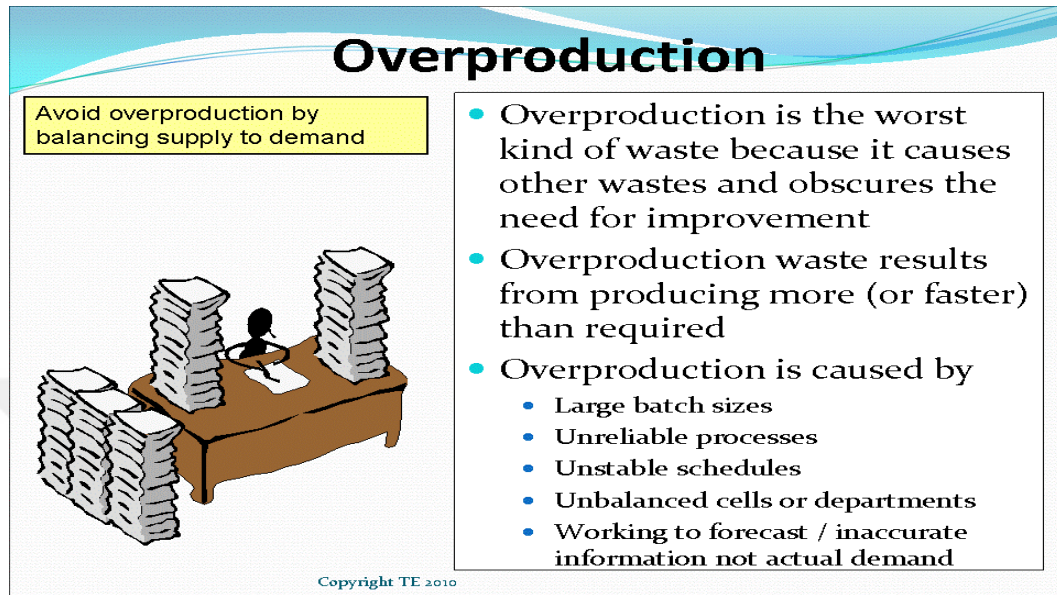 Overproduction
Avoid overproduction by
balancing supply to demand
Overproduction is the worst
kind of waste because it causes
other wastes and obscures the
need for improvement
Overproduction waste results
from producing more (or faster)
than required
Overproduction is caused by
Large batch sizes
Unreliable processes
Unstable schedules
Unbalanced cells or departments
Working to forecast / inaccurate
information not actual demand
Copyright TE 2010